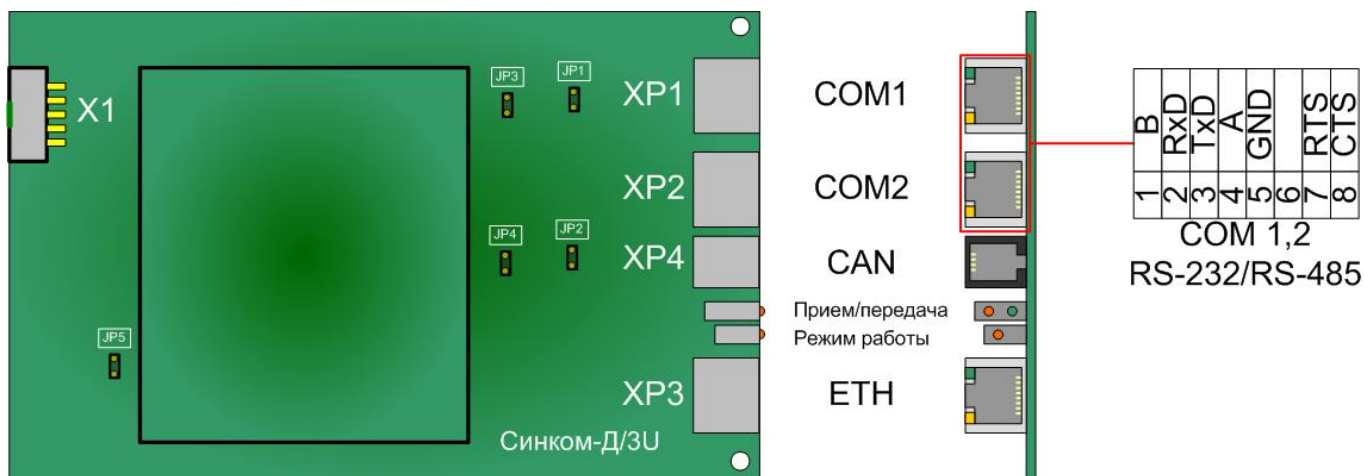 JP3
JP1
X1
XP1
COM1
XP2
COM2
JP4
JP2
XP4
CAN
Прием/передача
Режим работы
JP5
XP3
ETH
Синком-Д/3U
1 B
2 RxD
3 TxD
4 A
5 GND
6
7 RTS
8 CTS
COM 1,2
RS-232/RS-485